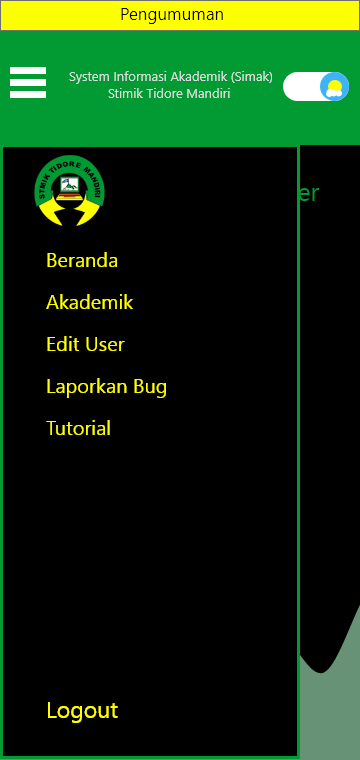 Pengumuman
System Informasi Akademik (Simak)
Stimik Tidore Mandiri
STMIK TIDORE MANDIRI
er
Beranda
Akademik
Edit User
Laporkan Bug
Tutorial
Logout